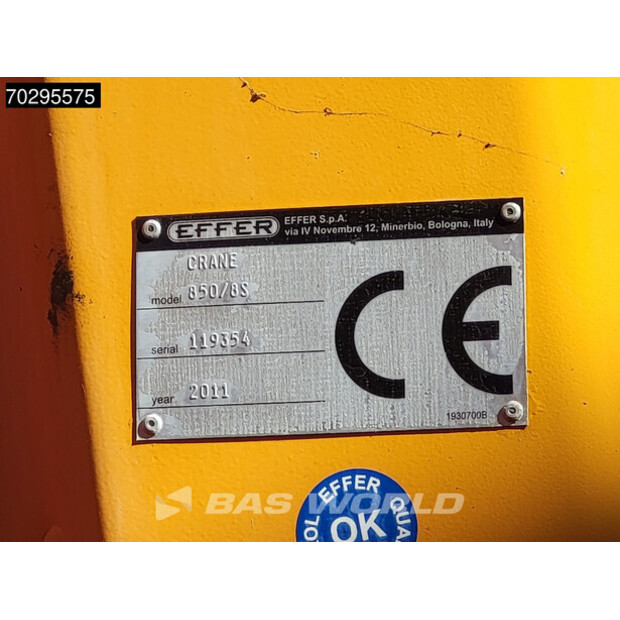 70295575
EFFER
EFFER S.p.A.
via IV Novembre 12, Minerbio, Bologna, Italy
CRANE
model 850/8S
serial 119354
year 2011
CE
1930700B
BAS WORLD
EFFER QUA
OK